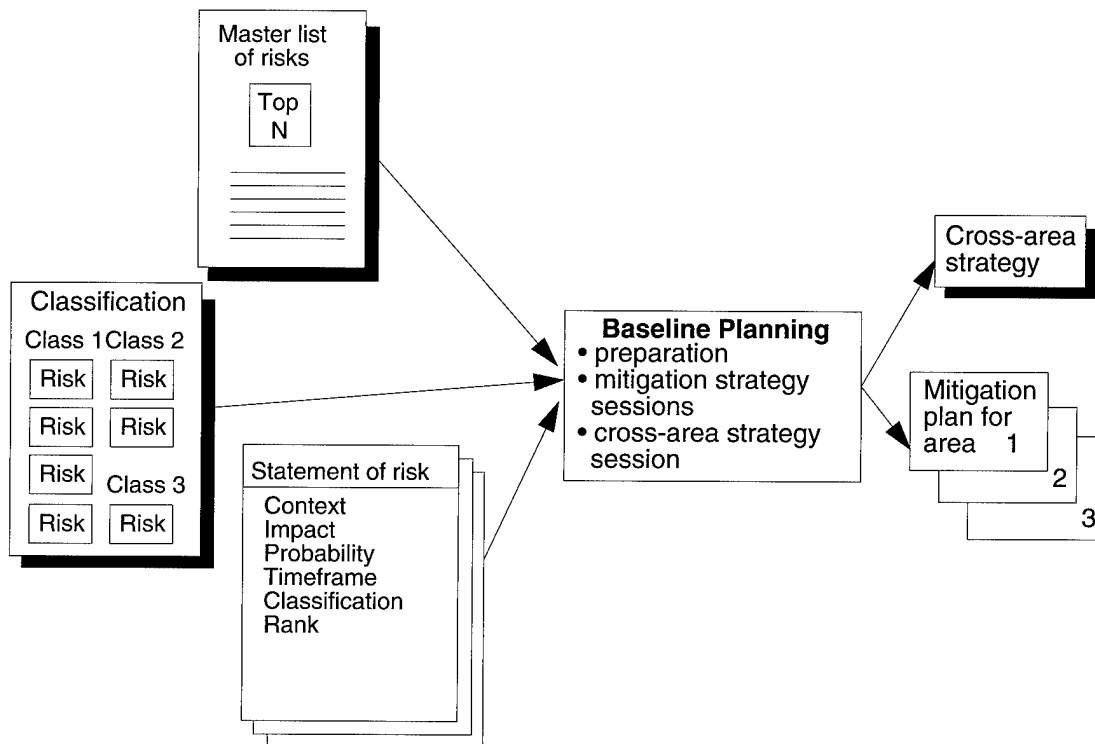 Master list
of risks
Top
N
Classification
Class 1 Class 2
Risk Risk
Risk Risk
Risk
Class 3
Risk Risk
Statement of risk
Context
Impact
Probability
Timeframe
Classification
Rank
Baseline Planning
• preparation
• mitigation strategy
sessions
• cross-area strategy
session
Cross-area
strategy
Mitigation
plan for
area 1
2
3